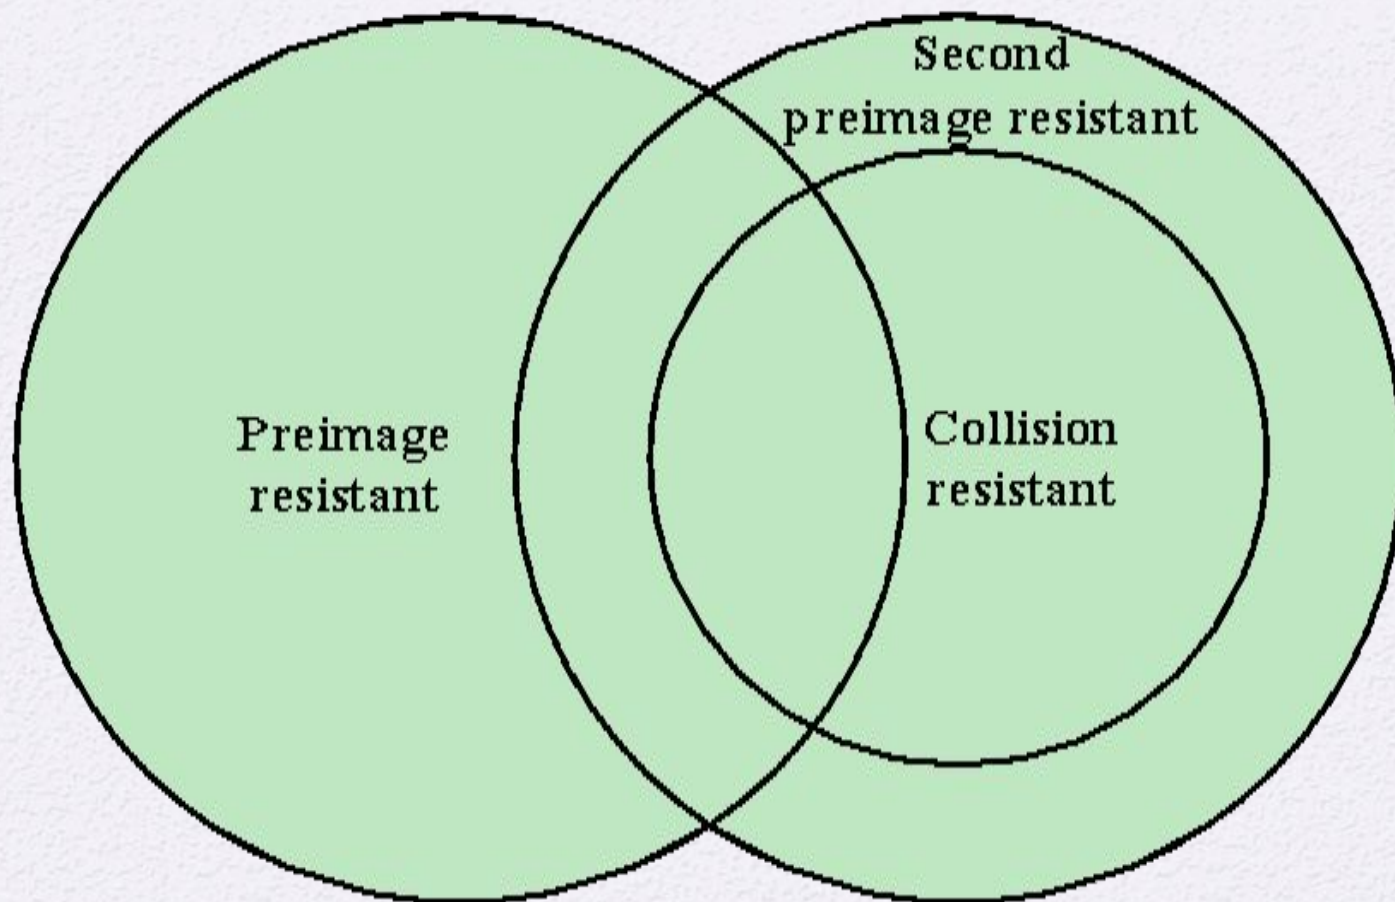 Second
preimage resistant
Preimage
resistant
Collision
resistant